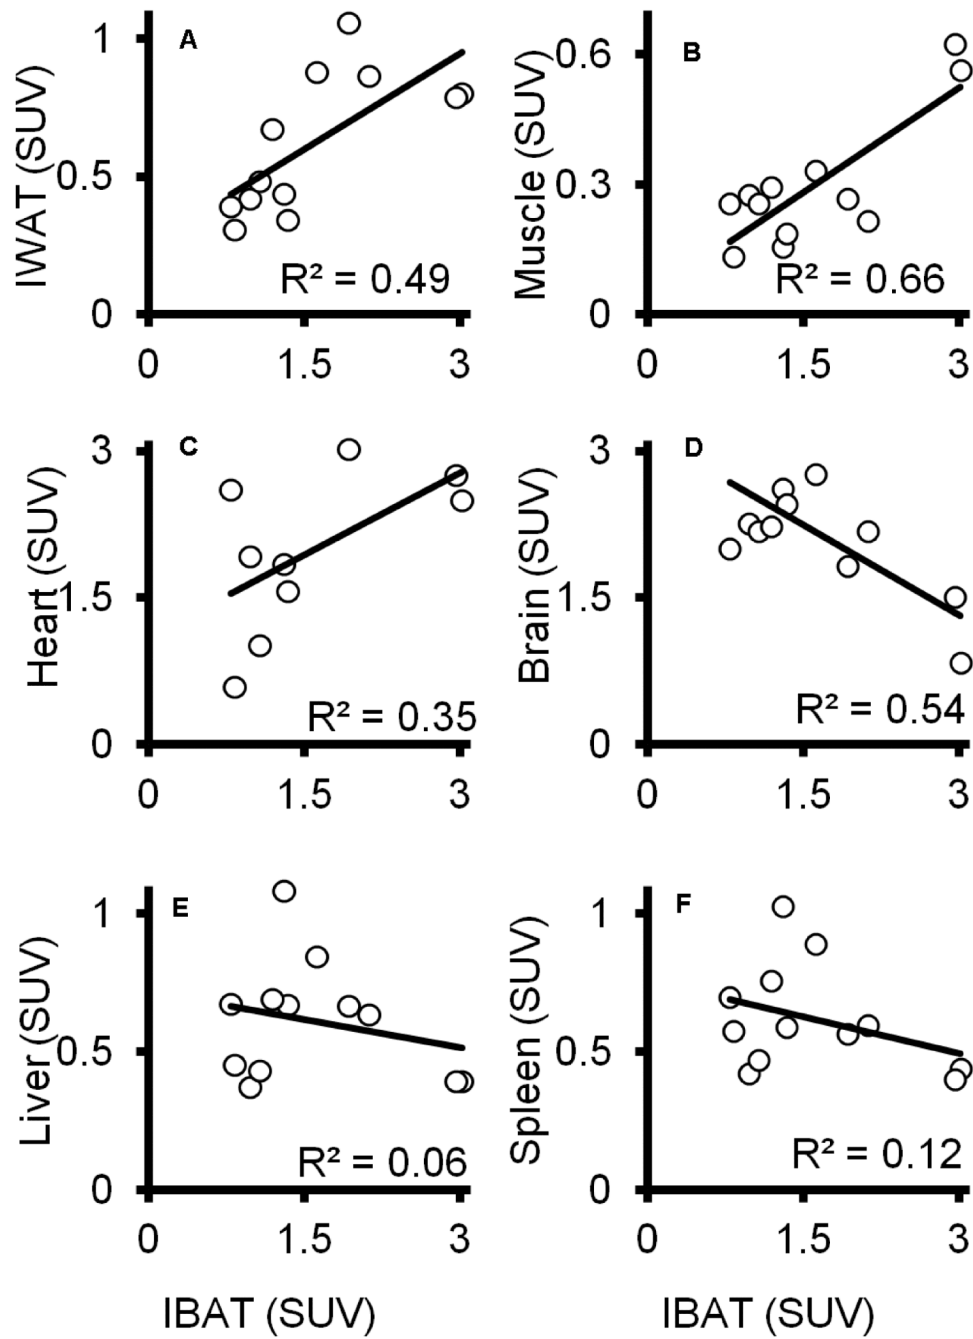 A
IWAT (SUV)
1
0.5
0
R² = 0.49
0 1.5 3
B
Muscle (SUV)
0.6
0.3
0
R² = 0.66
0 1.5 3
C
Heart (SUV)
3
1.5
0
R² = 0.35
0 1.5 3
D
Brain (SUV)
3
1.5
0
R² = 0.54
0 1.5 3
E
Liver (SUV)
1
0.5
0
R² = 0.06
0 1.5 3
IBAT (SUV)
F
Spleen (SUV)
1
0.5
0
R² = 0.12
0 1.5 3
IBAT (SUV)